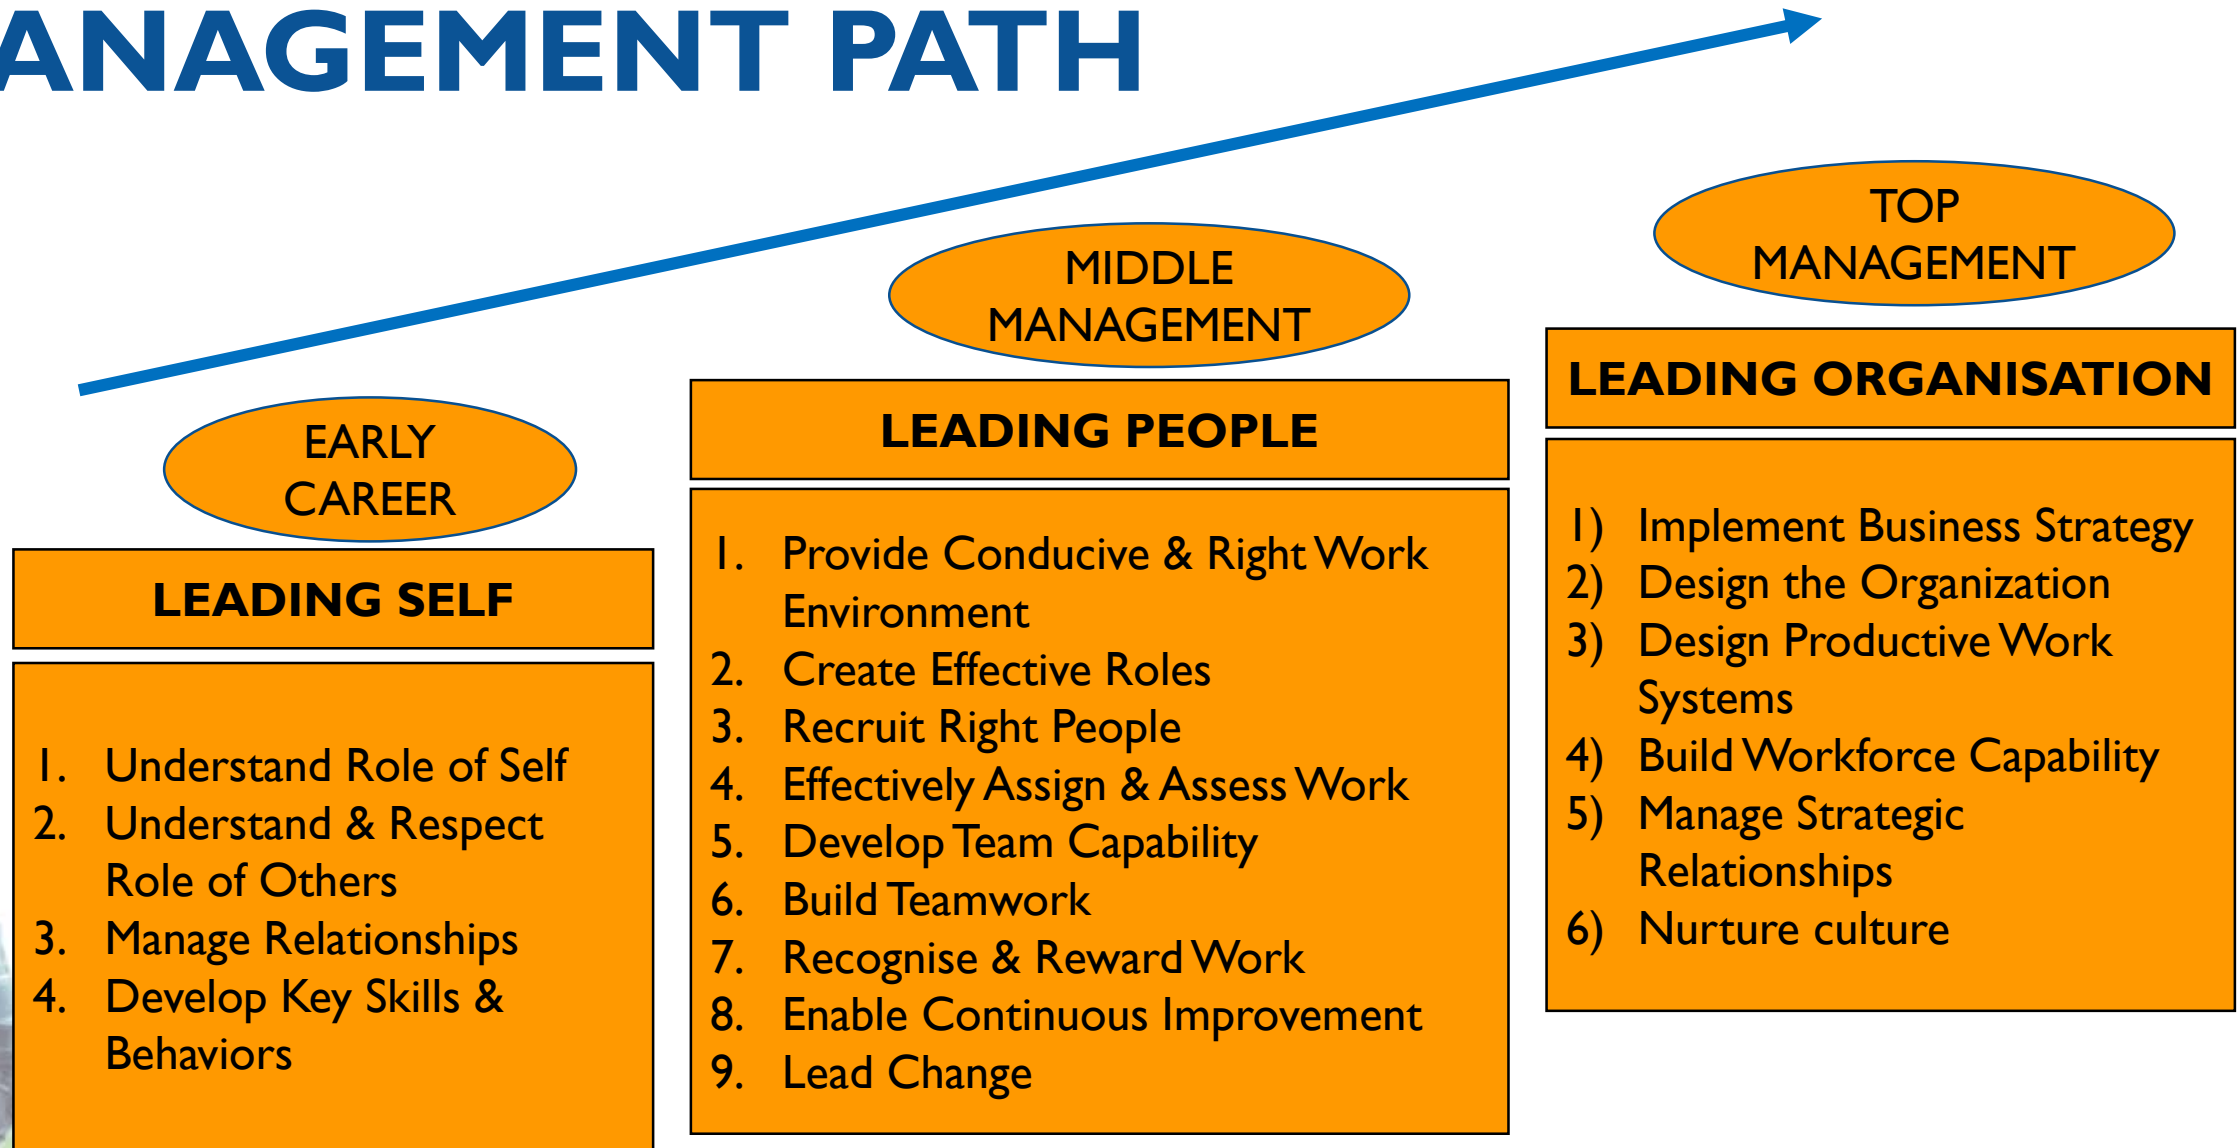 ANAGEMENT PATH
EARLY
CAREER
LEADING SELF
1. Understand Role of Self
2. Understand & Respect
Role of Others
3. Manage Relationships
4. Develop Key Skills &
Behaviors
MIDDLE
MANAGEMENT
LEADING PEOPLE
1. Provide Conducive & Right Work
Environment
2. Create Effective Roles
3. Recruit Right People
4. Effectively Assign & Assess Work
5. Develop Team Capability
6. Build Teamwork
7. Recognise & Reward Work
8. Enable Continuous Improvement
9. Lead Change
TOP
MANAGEMENT
LEADING ORGANISATION
1) Implement Business Strategy
2) Design the Organization
3) Design Productive Work
Systems
4) Build Workforce Capability
5) Manage Strategic
Relationships
6) Nurture culture